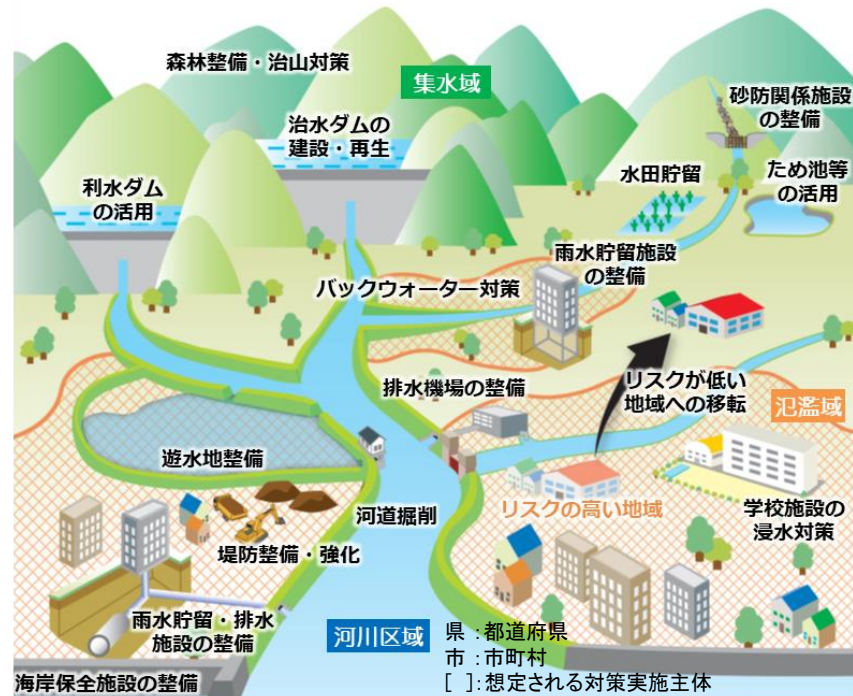 森林整備・治山対策
集水域
砂防関係施設
の整備
治水ダムの
建設・再生
水田貯留
ため池等
の活用
利水ダム
の活用
雨水貯留施設
の整備
バックウォーター対策
排水機場の整備
リスクが低い
地域への移転
氾濫域
遊水地整備
リスクの高い地域
学校施設の
浸水対策
河道掘削
堤防整備・強化
雨水貯留・排水
施設の整備
河川区域
県 :都道府県
市 :市町村
[ ]:想定される対策実施主体
海岸保全施設の整備